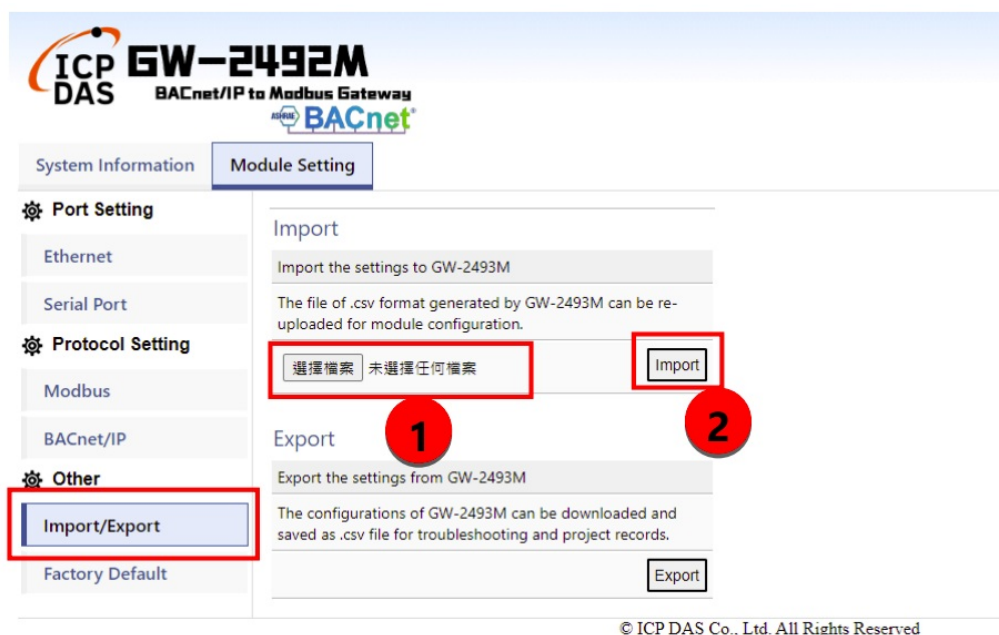 ICP DAS GW-2492M
BACnet/IP to Modbus Gateway
ASHRAE BACnet
System Information
Module Setting
Port Setting
Ethernet
Serial Port
Protocol Setting
Modbus
BACnet/IP
Other
Import/Export
Factory Default
Import
Import the settings to GW-2493M
The file of .csv format generated by GW-2493M can be re-
uploaded for module configuration.
選擇檔案 未選擇任何檔案
Import
1
2
Export
Export the settings from GW-2493M
The configurations of GW-2493M can be downloaded and
saved as .csv file for troubleshooting and project records.
Export
© ICP DAS Co., Ltd. All Rights Reserved